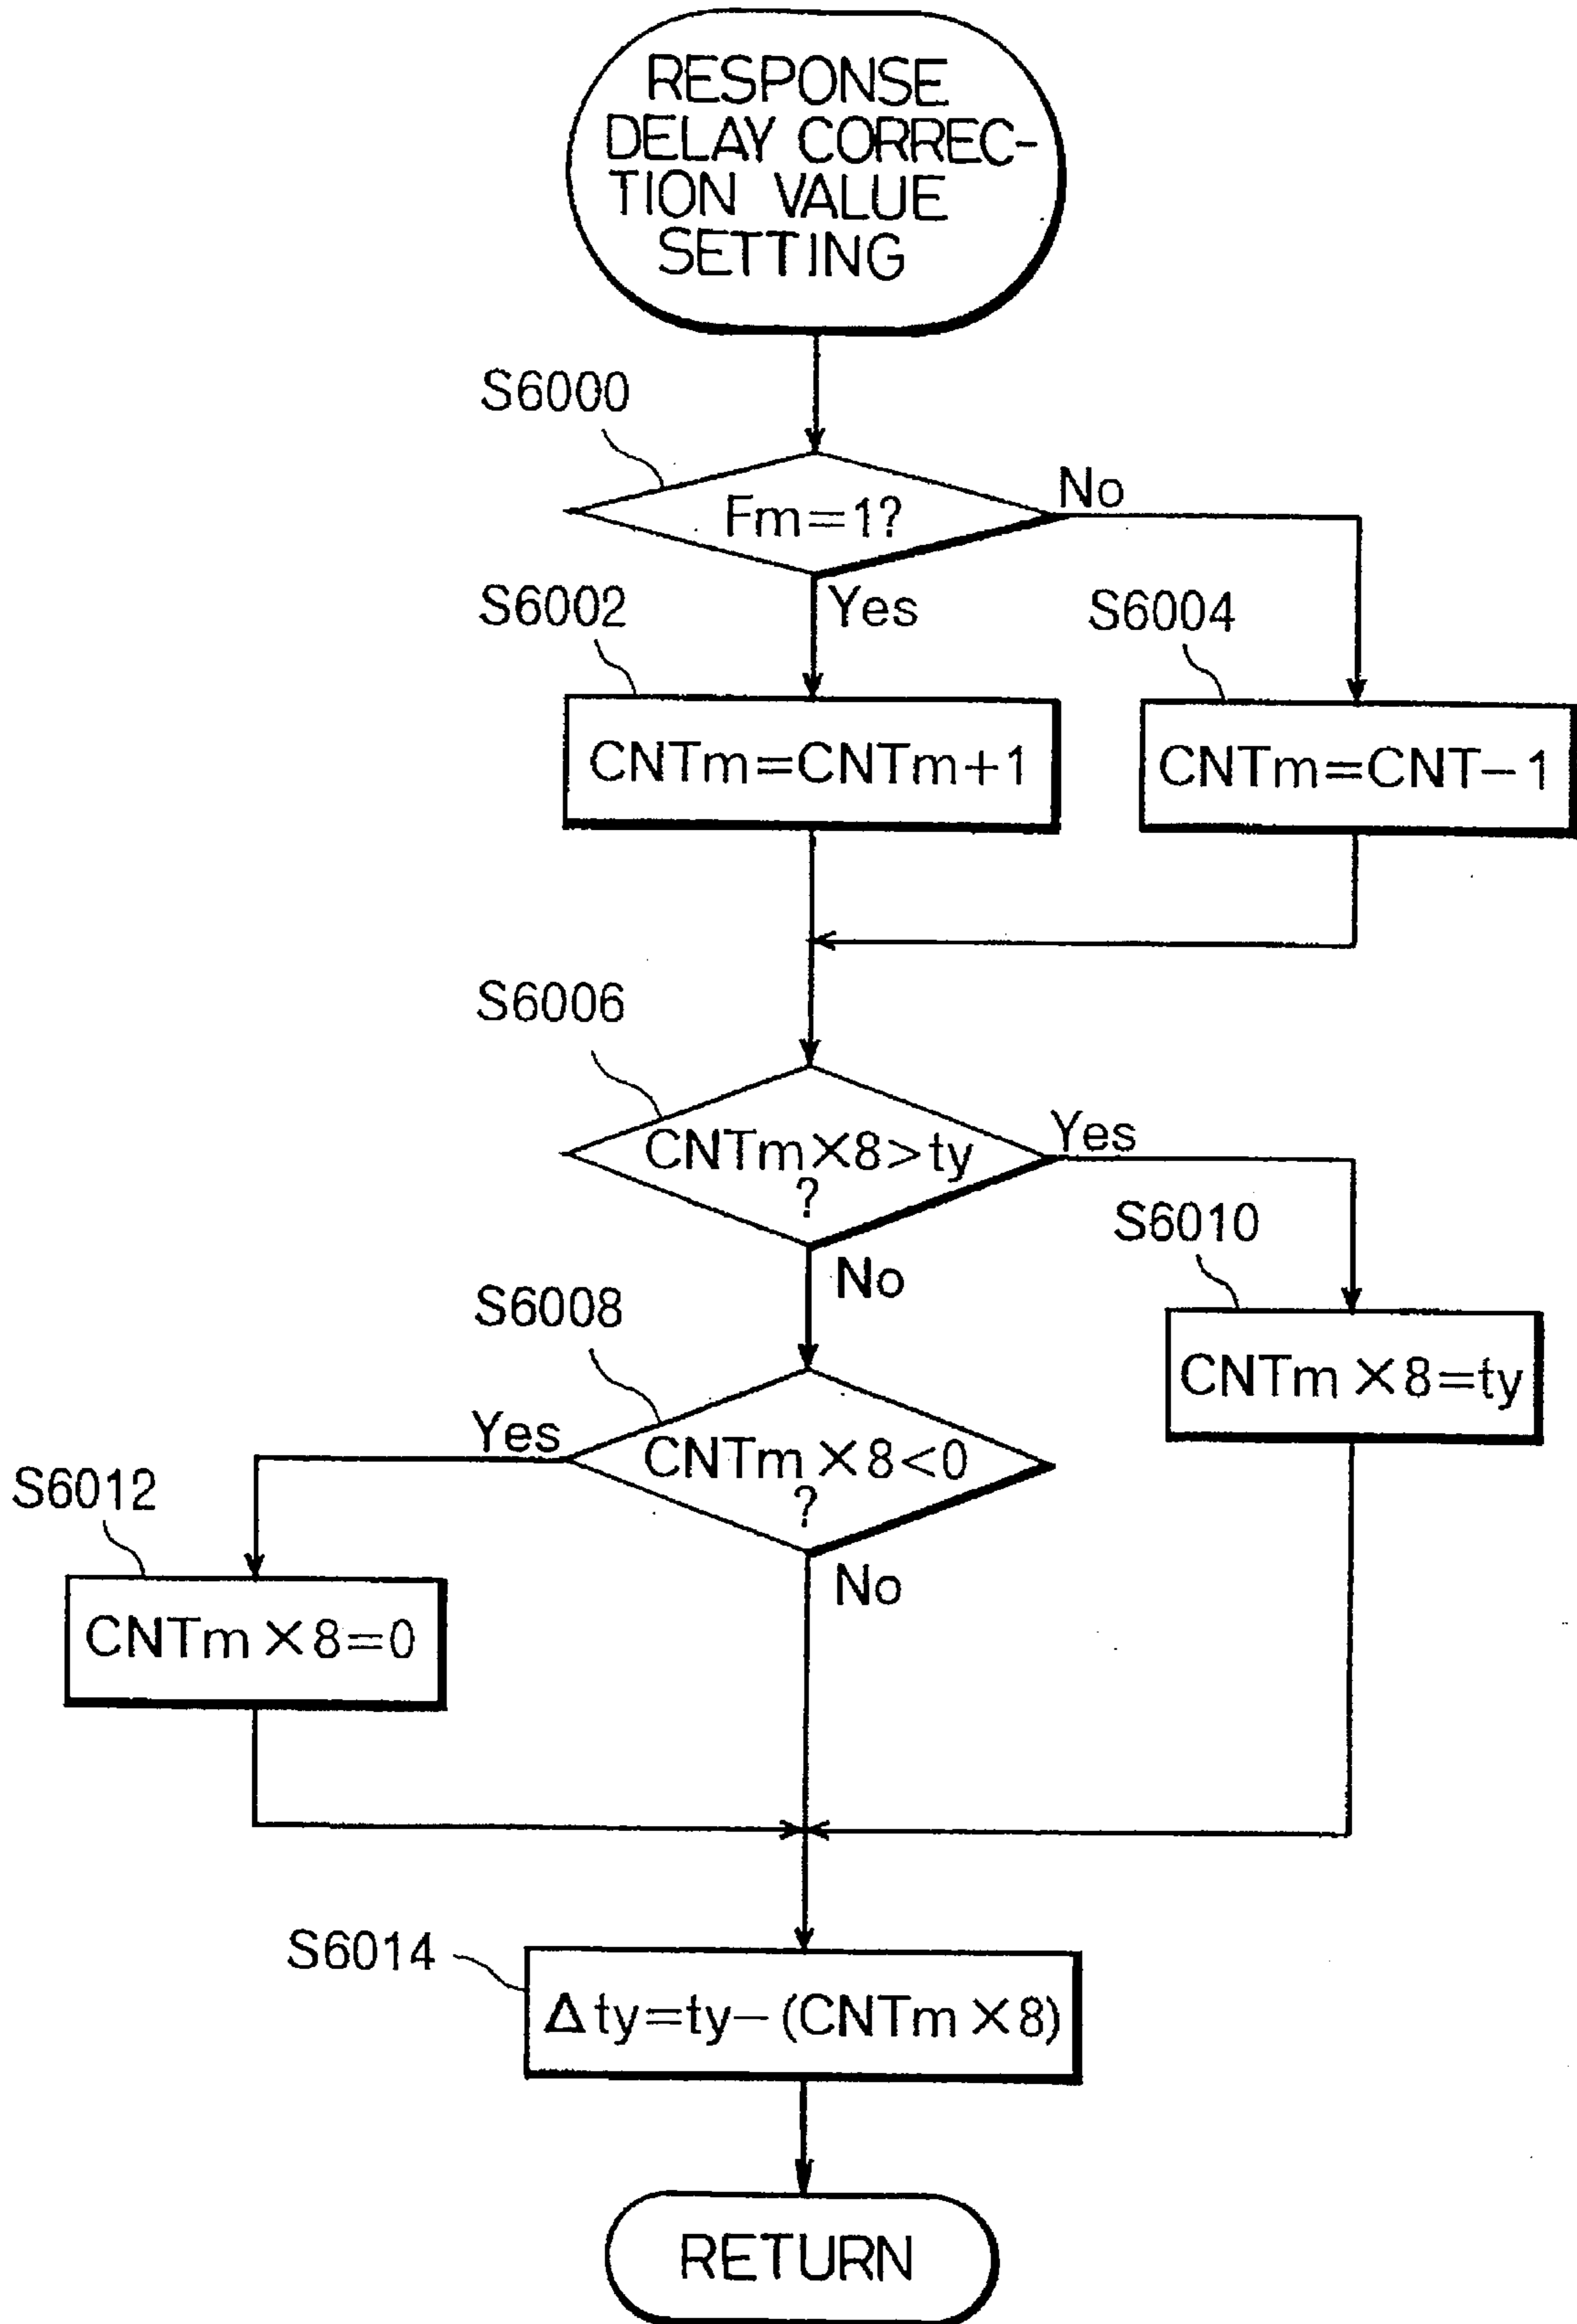 RESPONSE
DELAY CORREC-
TION VALUE
SETTING
S6000
Fm=1?
No
Yes
S6002
CNTm=CNTm+1
S6004
CNTm=CNT-1
S6006
CNTm×8>ty
?
Yes
No
S6010
CNTm×8=ty
S6008
CNTm×8<0
?
Yes
No
S6012
CNTm×8=0
S6014
Δty=ty-(CNTm×8)
RETURN